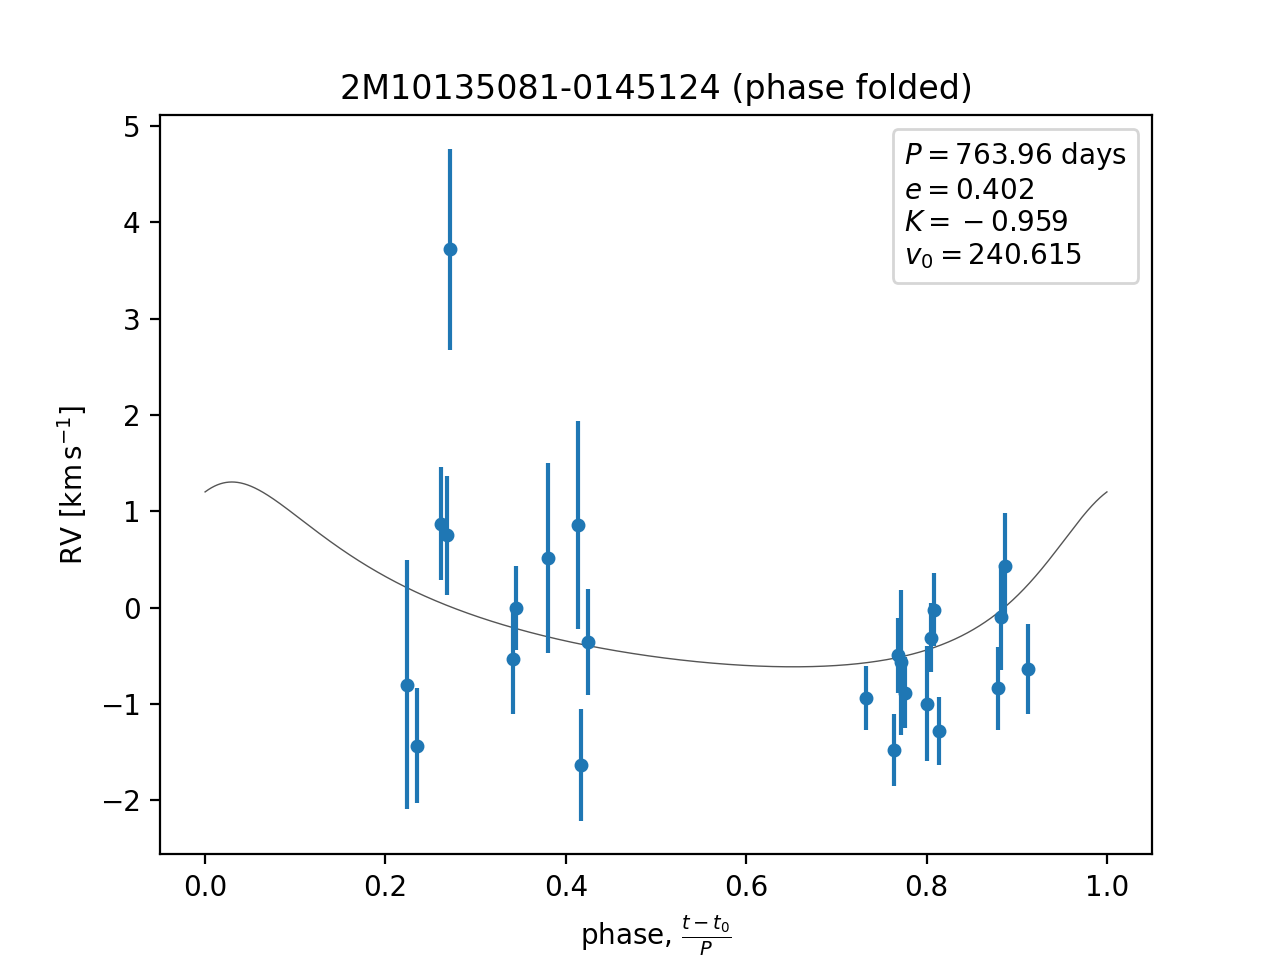 2M10135081-0145124 (phase folded)
P = 763.96 days
e = 0.402
K = −0.959
v₀ = 240.615
5
4
3
2
1
0
−1
−2
RV [km s⁻¹]
0.0 0.2 0.4 0.6 0.8 1.0
phase, (t − t₀)/P